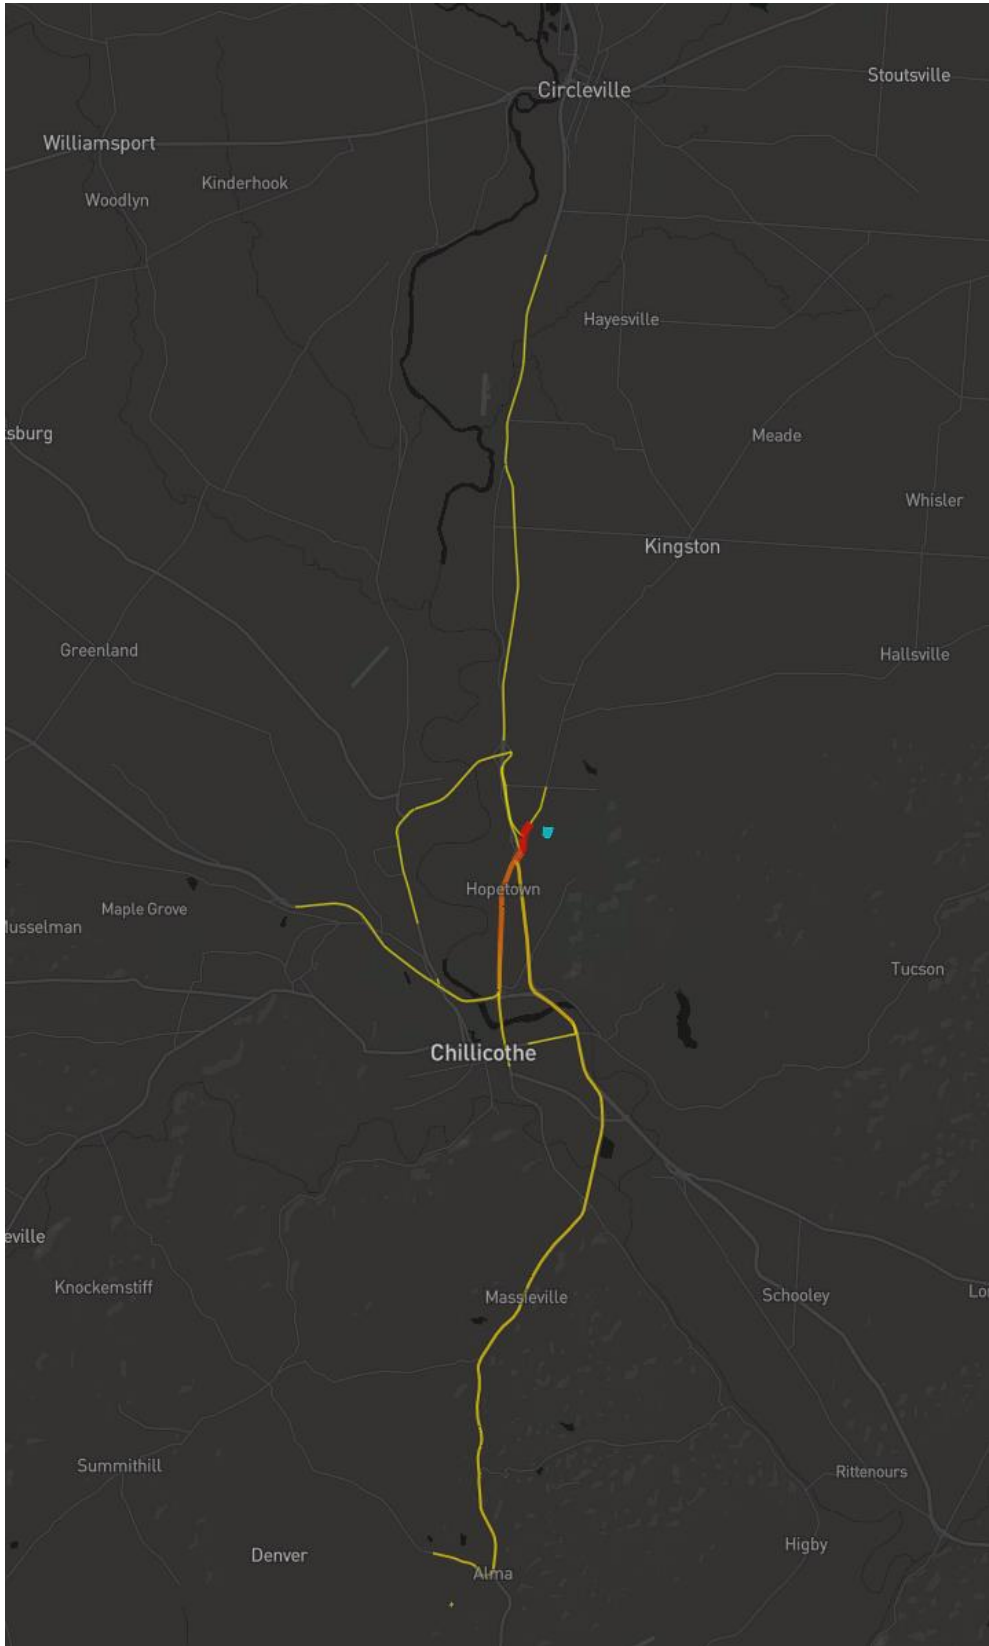 Stoutsville
Circleville
Williamsport
Kinderhook
Woodlyn
Hayesville
sburg
Meade
Whisler
Kingston
Greenland
Hallsville
Hopetown
Maple Grove
usselman
Tucson
Chillicothe
eville
Knockemstiff
Massieville
Schooley
Lo
Summithill
Rittenours
Higby
Denver
Alma